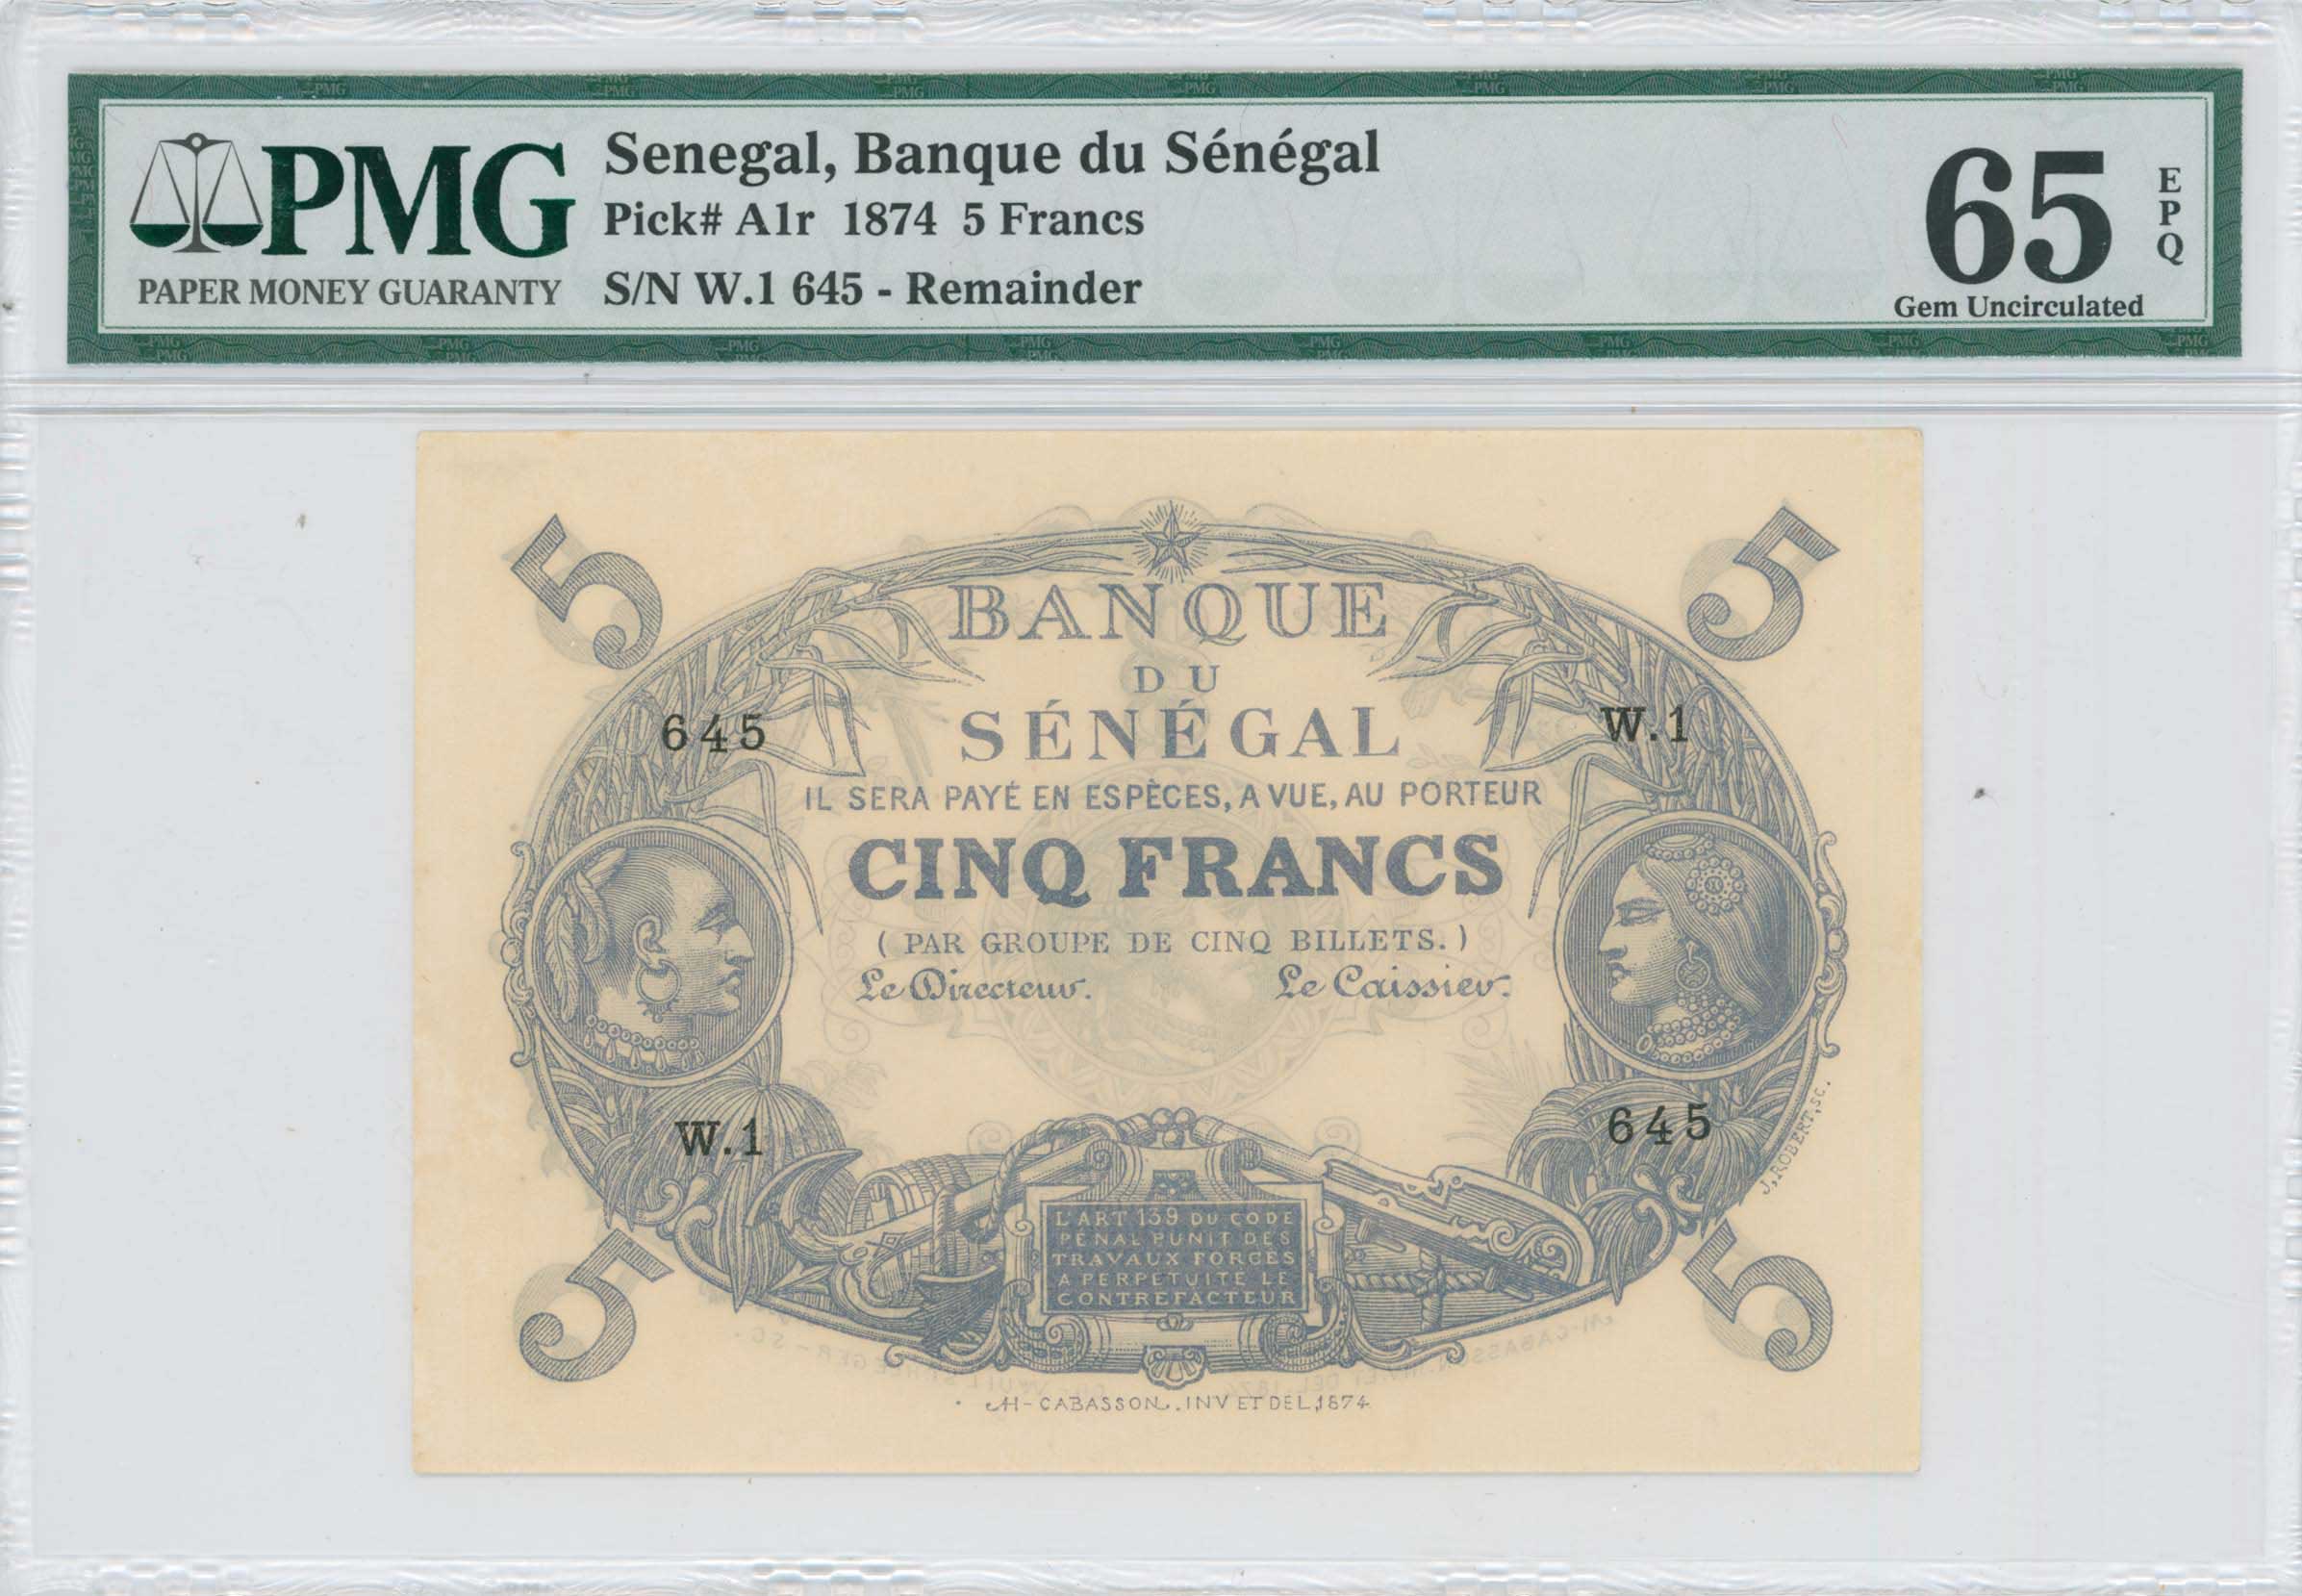 PMG
PAPER MONEY GUARANTY
Senegal, Banque du Sénégal
Pick# A1r 1874 5 Francs
S/N W.1 645 - Remainder
65
EPQ
Gem Uncirculated
5
5
BANQUE
DU
SÉNÉGAL
645
W.1
IL SERA PAYÉ EN ESPÈCES, A VUE, AU PORTEUR
CINQ FRANCS
(PAR GROUPE DE CINQ BILLETS.)
Le Directeur.
Le Caissier.
W.1
645
J. ROBERT, SC.
L'ART 139 DU CODE
PÉNAL PUNIT DES
TRAVAUX FORCÉS
A PERPÉTUITÉ LE
CONTREFACTEUR
5
5
H-CABASSON. INV ET DEL, 1874